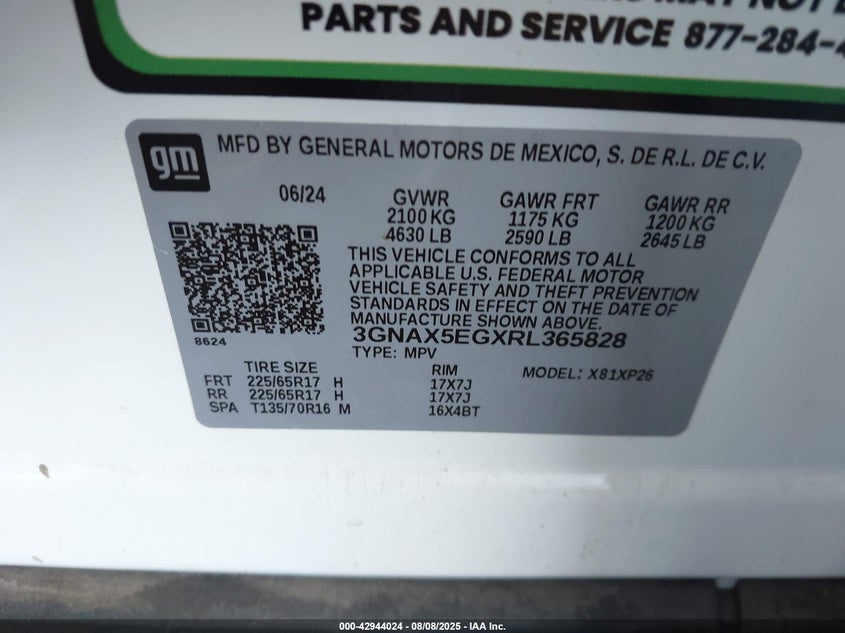 PARTS AND SERVICE 877-284-4
gm
MFD BY GENERAL MOTORS DE MEXICO, S. DE R.L. DE C.V.
06/24 GVWR GAWR FRT GAWR RR
2100 KG 1175 KG 1200 KG
4630 LB 2590 LB 2645 LB
THIS VEHICLE CONFORMS TO ALL
APPLICABLE U.S. FEDERAL MOTOR
VEHICLE SAFETY AND THEFT PREVENTION
STANDARDS IN EFFECT ON THE DATE OF
MANUFACTURE SHOWN ABOVE.
8624 3GNAX5EGXRL365828
TYPE: MPV
TIRE SIZE RIM MODEL: X81XP26
FRT 225/65R17 H 17X7J
RR 225/65R17 H 17X7J
SPA T135/70R16 M 16X4BT
000-42944024 - 08/08/2025 - IAA Inc.